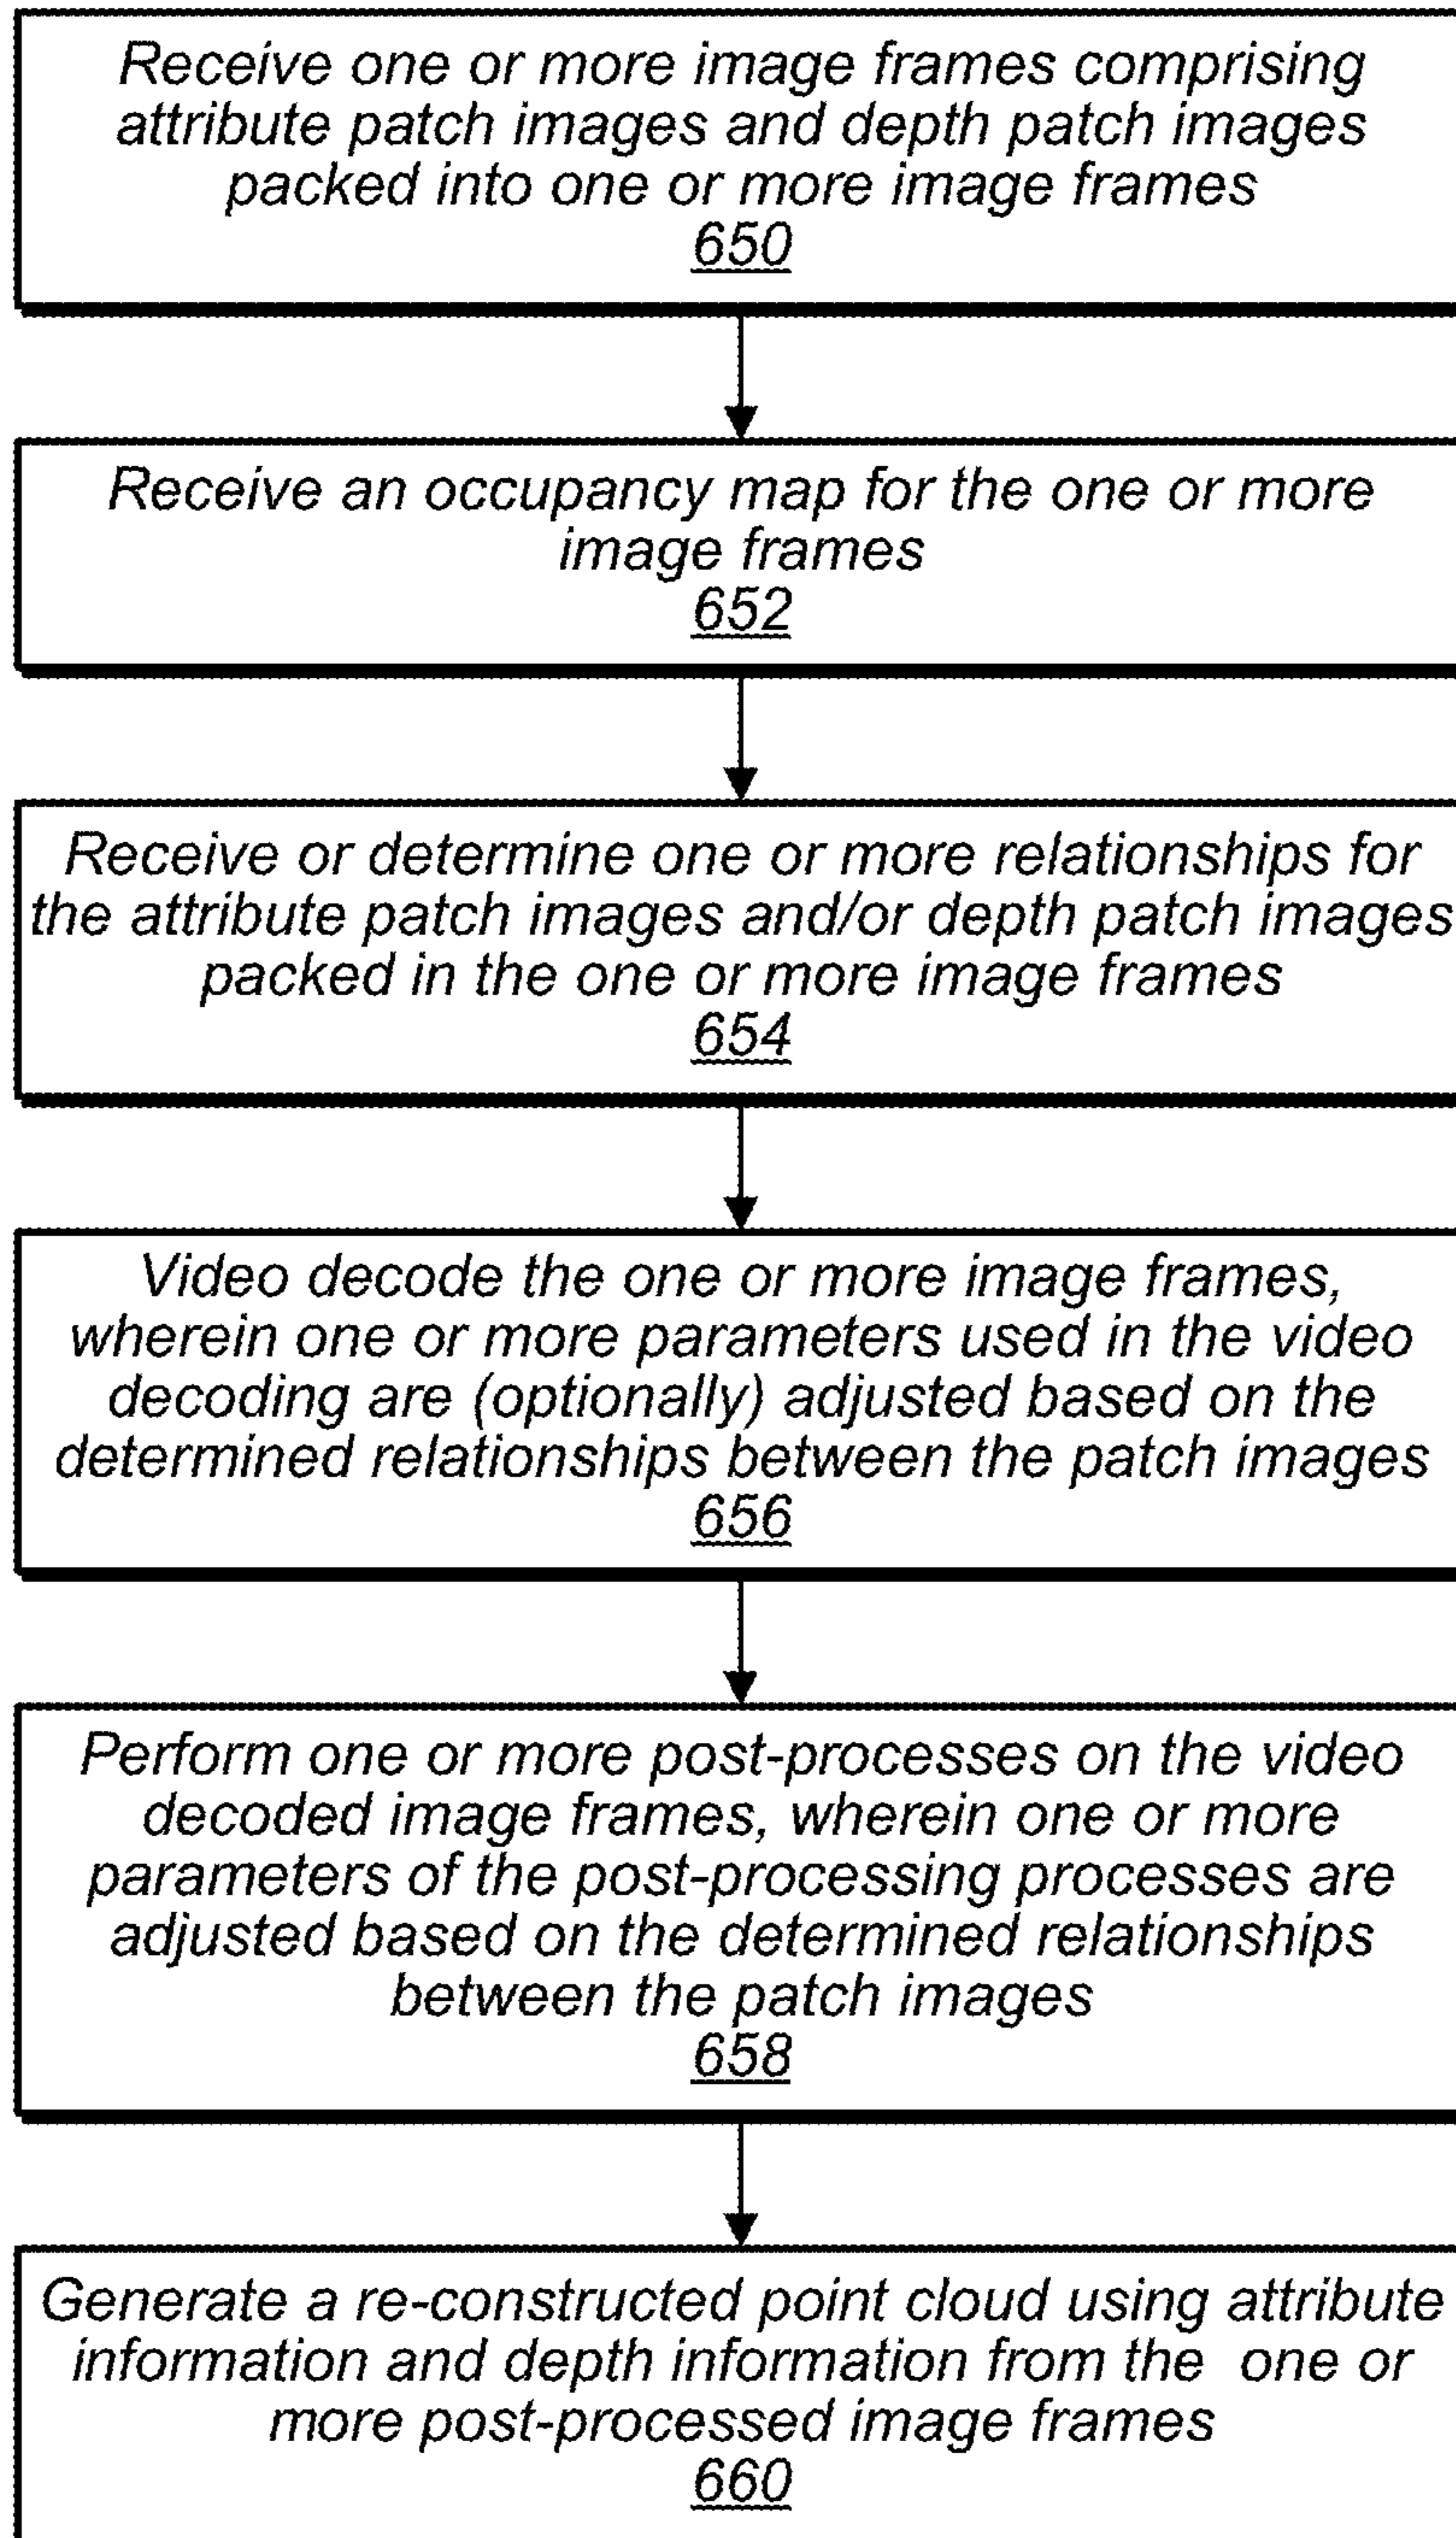 Receive one or more image frames comprising
attribute patch images and depth patch images
packed into one or more image frames
650
Receive an occupancy map for the one or more
image frames
652
Receive or determine one or more relationships for
the attribute patch images and/or depth patch images
packed in the one or more image frames
654
Video decode the one or more image frames,
wherein one or more parameters used in the video
decoding are (optionally) adjusted based on the
determined relationships between the patch images
656
Perform one or more post-processes on the video
decoded image frames, wherein one or more
parameters of the post-processing processes are
adjusted based on the determined relationships
between the patch images
658
Generate a re-constructed point cloud using attribute
information and depth information from the one or
more post-processed image frames
660